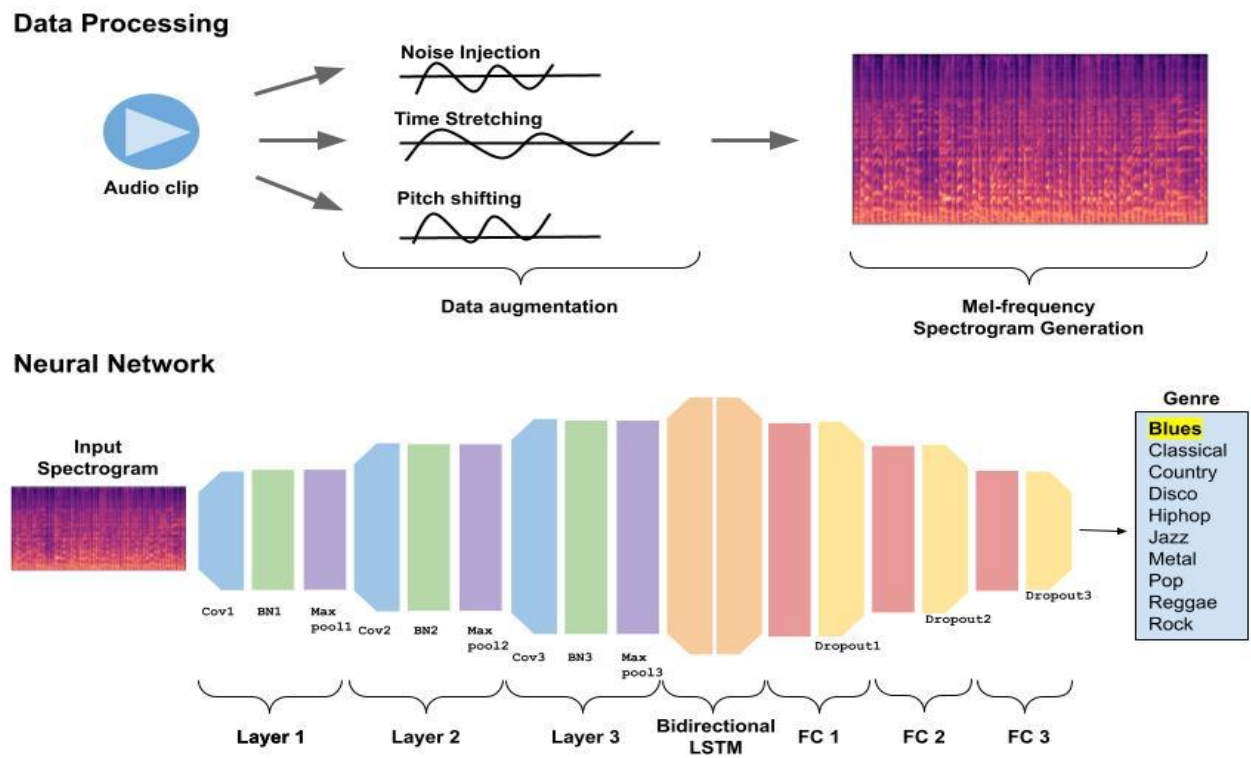 Data Processing
Noise Injection
Time Stretching
Audio clip
Pitch shifting
Data augmentation
Mel-frequency
Spectrogram Generation
Neural Network
Input
Spectrogram
Genre
Blues
Classical
Country
Disco
Hiphop
Jazz
Metal
Pop
Reggae
Rock
Cov1
BN1
Max
pool1
Cov2
BN2
Max
pool2
Cov3
BN3
Max
pool3
Dropout1
Dropout2
Dropout3
Layer 1
Layer 2
Layer 3
Bidirectional
LSTM
FC 1
FC 2
FC 3